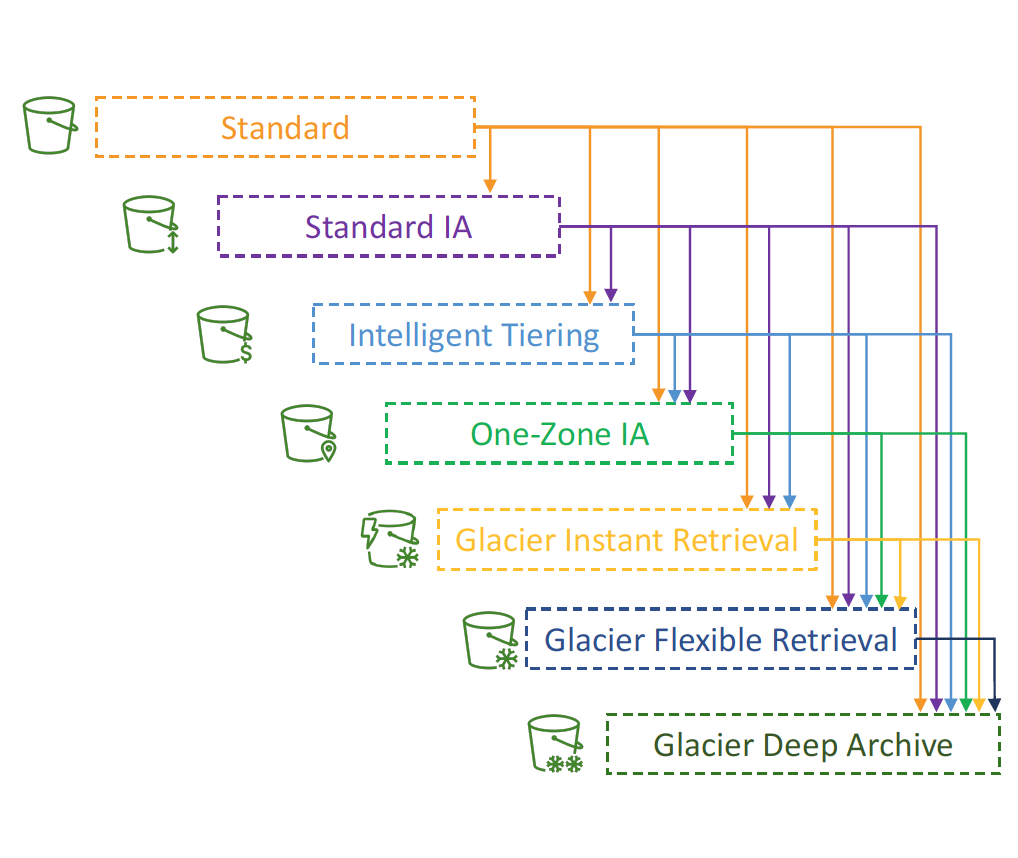 Standard
Standard IA
Intelligent Tiering
$
One-Zone IA
Glacier Instant Retrieval
Glacier Flexible Retrieval
Glacier Deep Archive